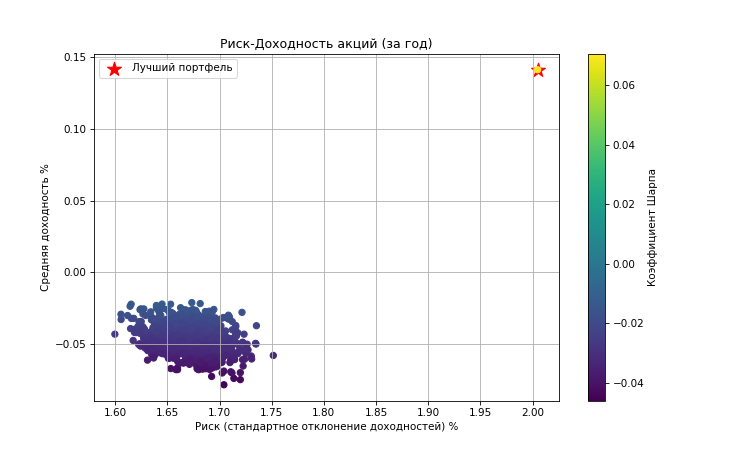 Риск-Доходность акций (за год)
Лучший портфель
0.15
0.10
0.05
0.00
−0.05
Средняя доходность %
1.60 1.65 1.70 1.75 1.80 1.85 1.90 1.95 2.00
Риск (стандартное отклонение доходностей) %
0.06
0.04
0.02
0.00
−0.02
−0.04
Коэффициент Шарпа